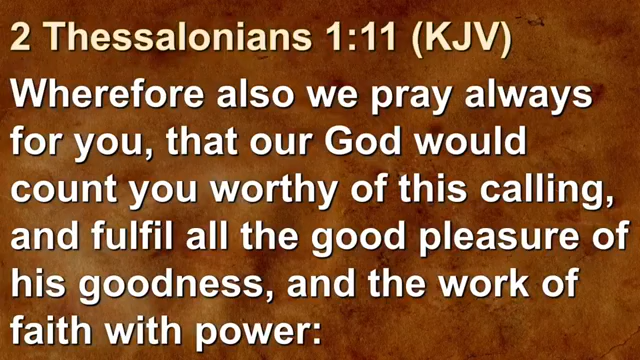 2 Thessalonians 1:11 (KJV)
Wherefore also we pray always
for you, that our God would
count you worthy of this calling,
and fulfil all the good pleasure of
his goodness, and the work of
faith with power: